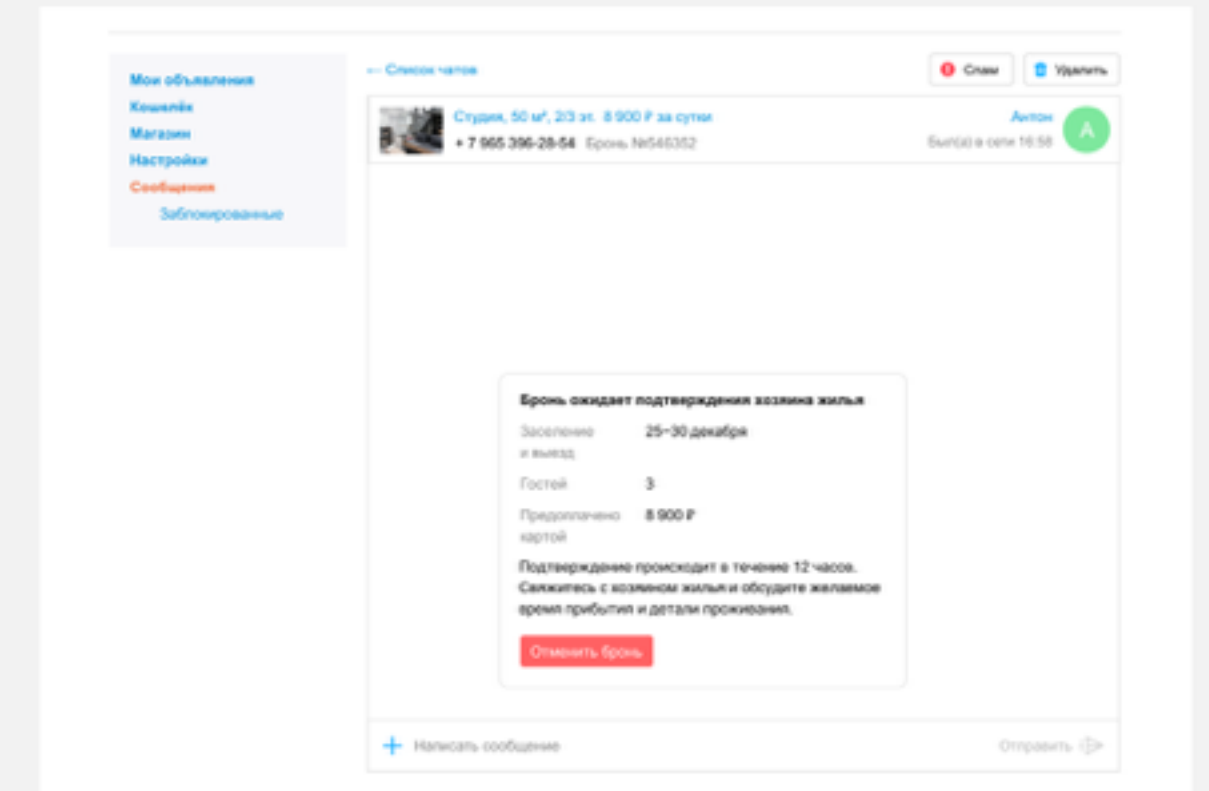 Мои объявления
Кошелёк
Магазин
Настройки
Сообщения
Заблокированные
← Список чатов
Спам
Удалить
Студия, 50 м², 2/3 эт. 8 900 ₽ за сутки
+ 7 965 396-28-54 Бронь №546352
Антон
Был(а) в сети 16:58
А
Бронь ожидает подтверждения хозяина жилья
Заселение 25–30 декабря
и выезд
Гостей 3
Предоплачено 8 900 ₽
картой
Подтверждение происходит в течение 12 часов.
Свяжитесь с хозяином жилья и обсудите желаемое
время прибытия и детали проживания.
Отменить бронь
Написать сообщение
Отправить